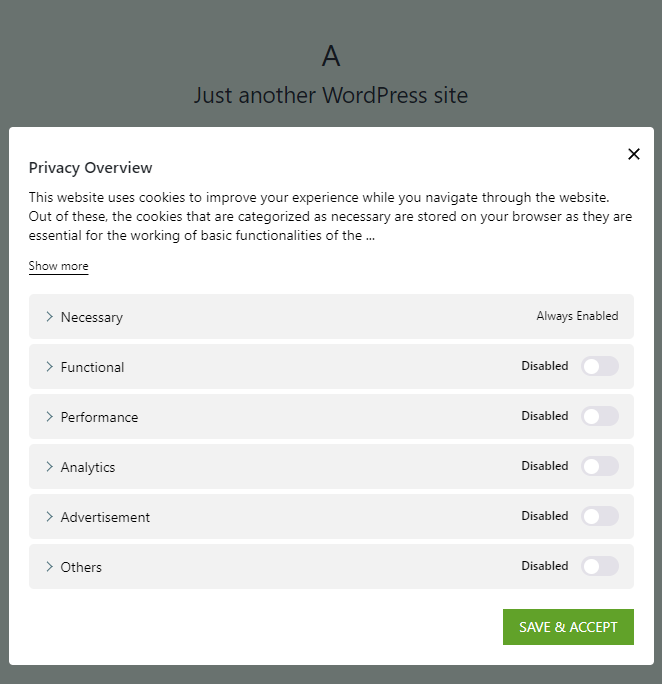 A
Just another WordPress site
Privacy Overview
This website uses cookies to improve your experience while you navigate through the website.
Out of these, the cookies that are categorized as necessary are stored on your browser as they are
essential for the working of basic functionalities of the ...
Show more
Necessary Always Enabled
Functional Disabled
Performance Disabled
Analytics Disabled
Advertisement Disabled
Others Disabled
SAVE & ACCEPT